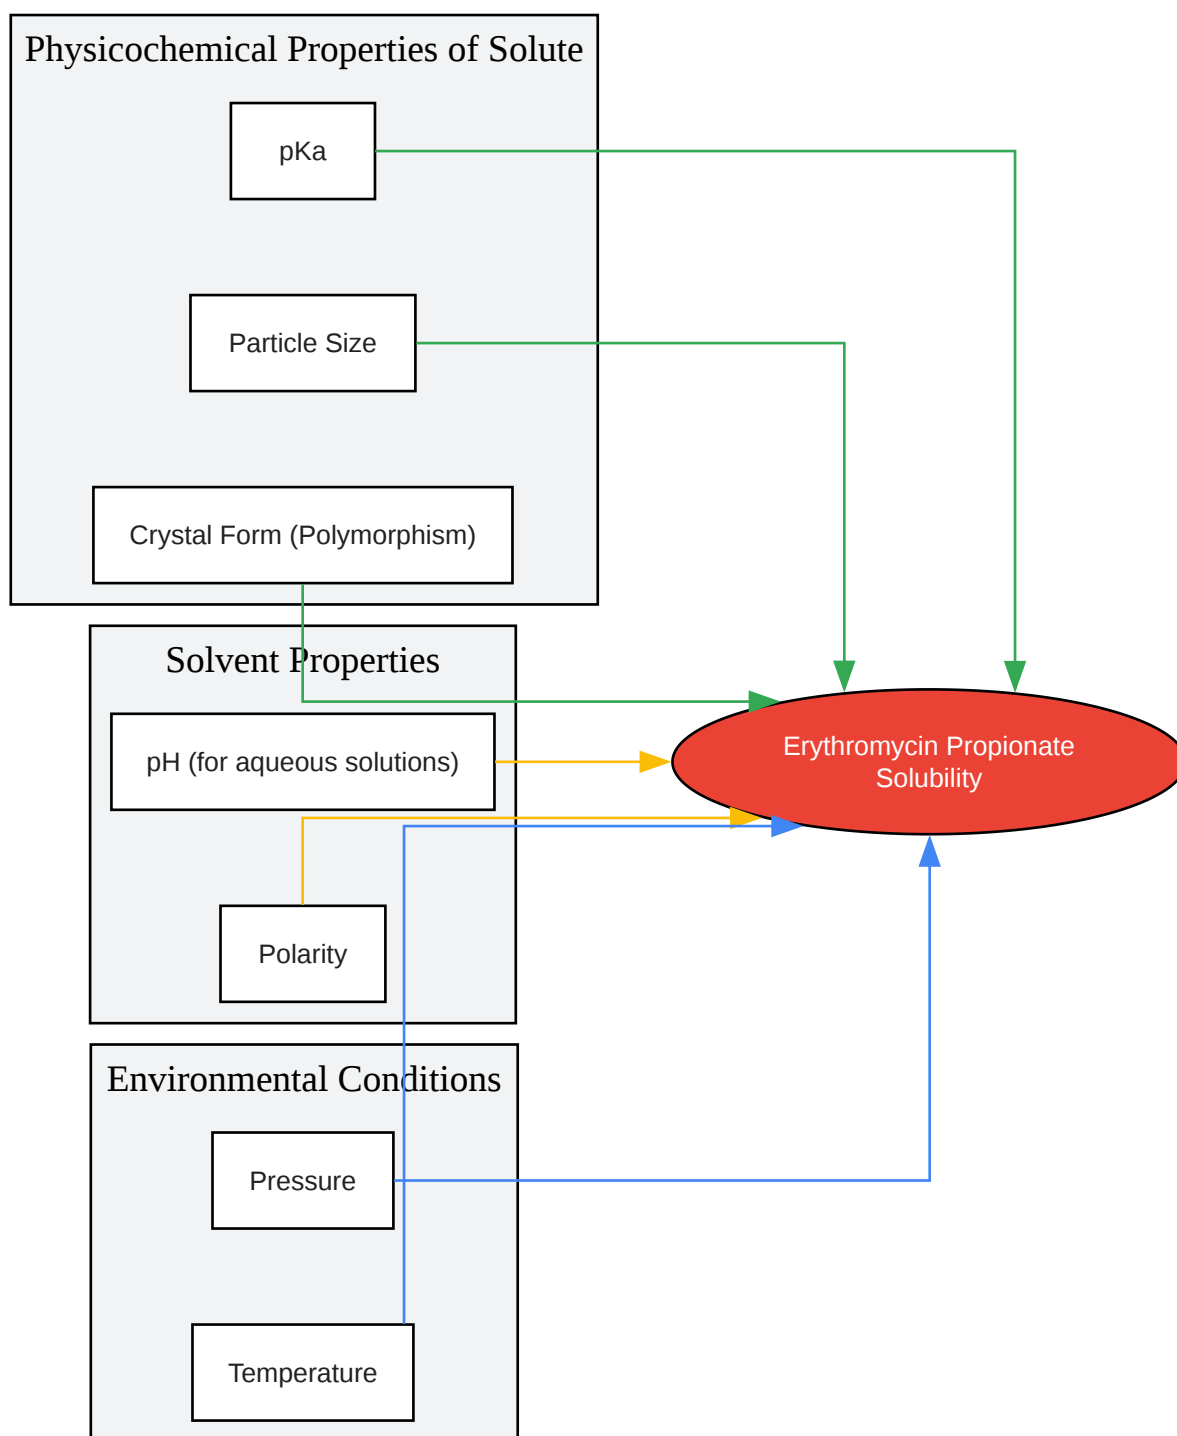 Physicochemical Properties of Solute
pKa
Particle Size
Crystal Form (Polymorphism)
Solvent Properties
pH (for aqueous solutions)
Polarity
Environmental Conditions
Pressure
Temperature
Erythromycin Propionate
Solubility